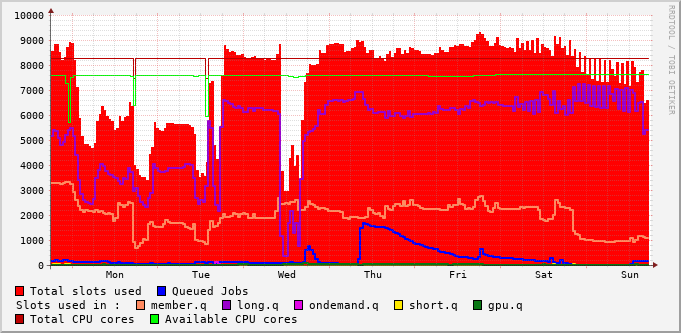 RRDTOOL / TOBI OETIKER
10000
9000
8000
7000
6000
5000
4000
3000
2000
1000
0
Mon Tue Wed Thu Fri Sat Sun
Total slots used Queued Jobs
Slots used in : member.q long.q ondemand.q short.q gpu.q
Total CPU cores Available CPU cores